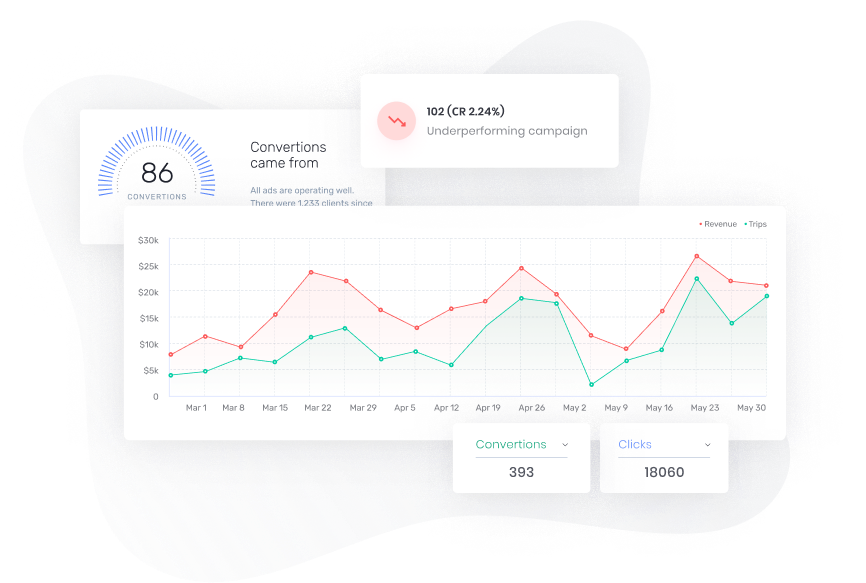 102 (CR 2.24%)
Underperforming campaign
86
CONVERTIONS
Convertions
came from
All ads are operating well.
There were 1,233 clients since
Revenue
Trips
$30k
$25k
$20k
$15k
$10k
$5k
0
Mar 1
Mar 8
Mar 15
Mar 22
Mar 29
Apr 5
Apr 12
Apr 19
Apr 26
May 2
May 9
May 16
May 23
May 30
Convertions
393
Clicks
18060